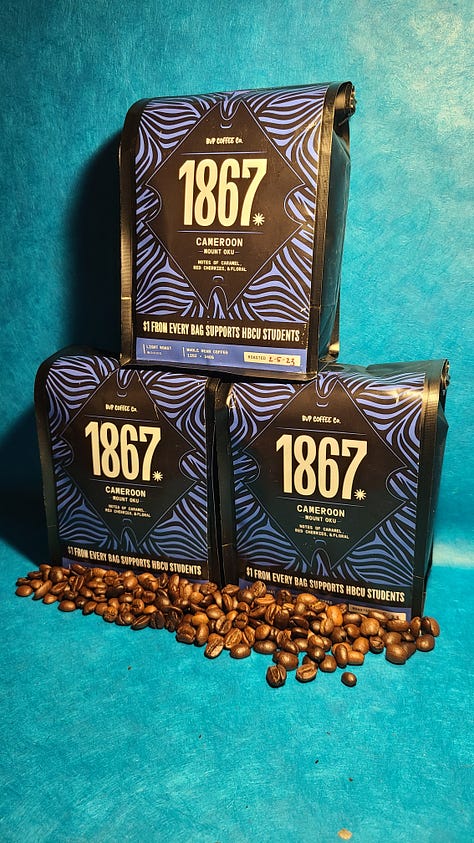 BVP COFFEE Co.
1867
CAMEROON
MOUNT OKU
NOTES OF CARAMEL,
RED CHERRIES, & FLORAL
$1 FROM EVERY BAG SUPPORTS HBCU STUDENTS
LIGHT ROAST
WHOLE BEAN COFFEE
12OZ • 340G
ROASTED
BVP COFFEE Co.
1867
CAMEROON
MOUNT OKU
NOTES OF CARAMEL,
RED CHERRIES, & FLORAL
$1 FROM EVERY BAG SUPPORTS HBCU STUDENTS
BVP COFFEE Co.
1867
CAMEROON
MOUNT OKU
NOTES OF CARAMEL,
RED CHERRIES, & FLORAL
$1 FROM EVERY BAG SUPPORTS HBCU STUDENTS